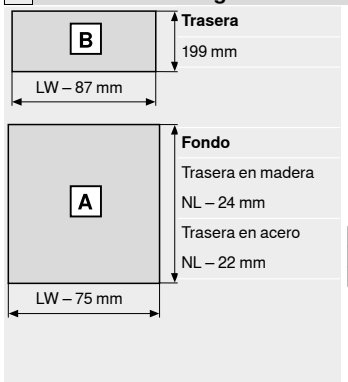 Trasera
B
199 mm
LW – 87 mm
Fondo
Trasera en madera
A
NL – 24 mm
Trasera en acero
NL – 22 mm
LW – 75 mm